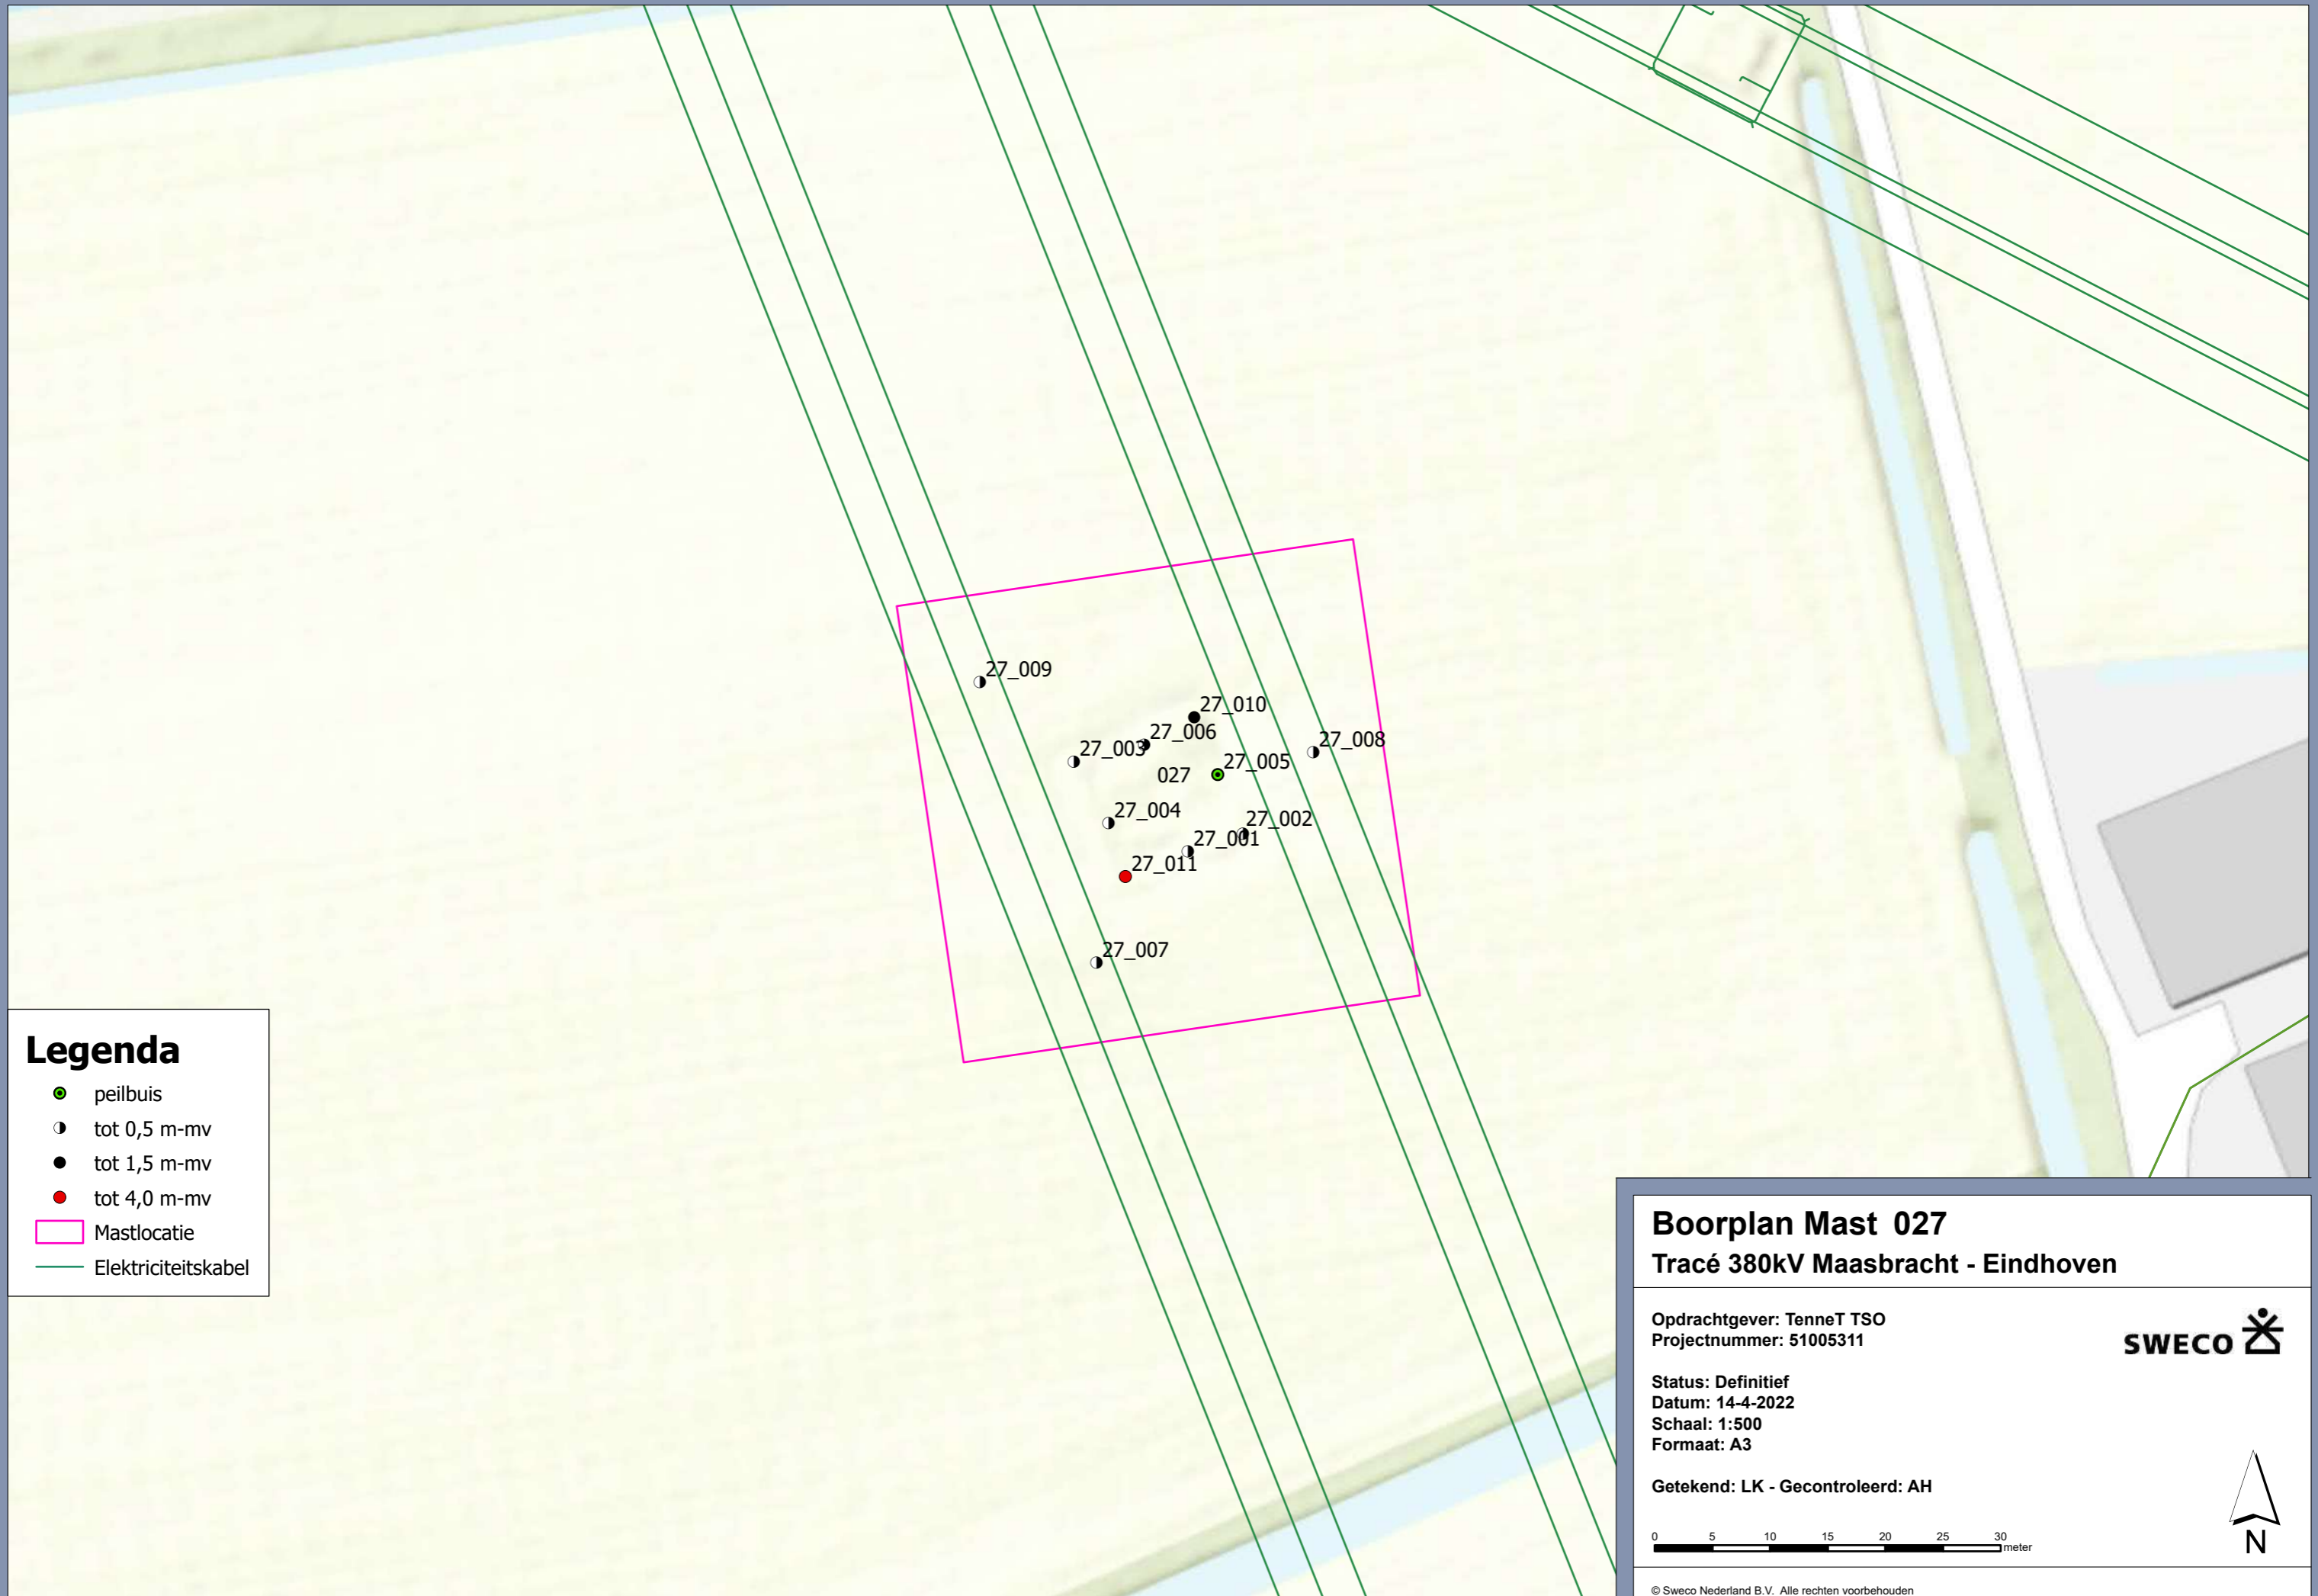 27_009
27_010
27_006
27_003
27_008
27_005
027
27_004
27_002
27_001
27_011
27_007
Legenda
peilbuis
tot 0,5 m-mv
tot 1,5 m-mv
tot 4,0 m-mv
Mastlocatie
Elektriciteitskabel
Boorplan Mast 027
Tracé 380kV Maasbracht - Eindhoven
Opdrachtgever: TenneT TSO
Projectnummer: 51005311
SWECO
Status: Definitief
Datum: 14-4-2022
Schaal: 1:500
Formaat: A3
Getekend: LK - Gecontroleerd: AH
0 5 10 15 20 25 30
meter
N
© Sweco Nederland B.V. Alle rechten voorbehouden